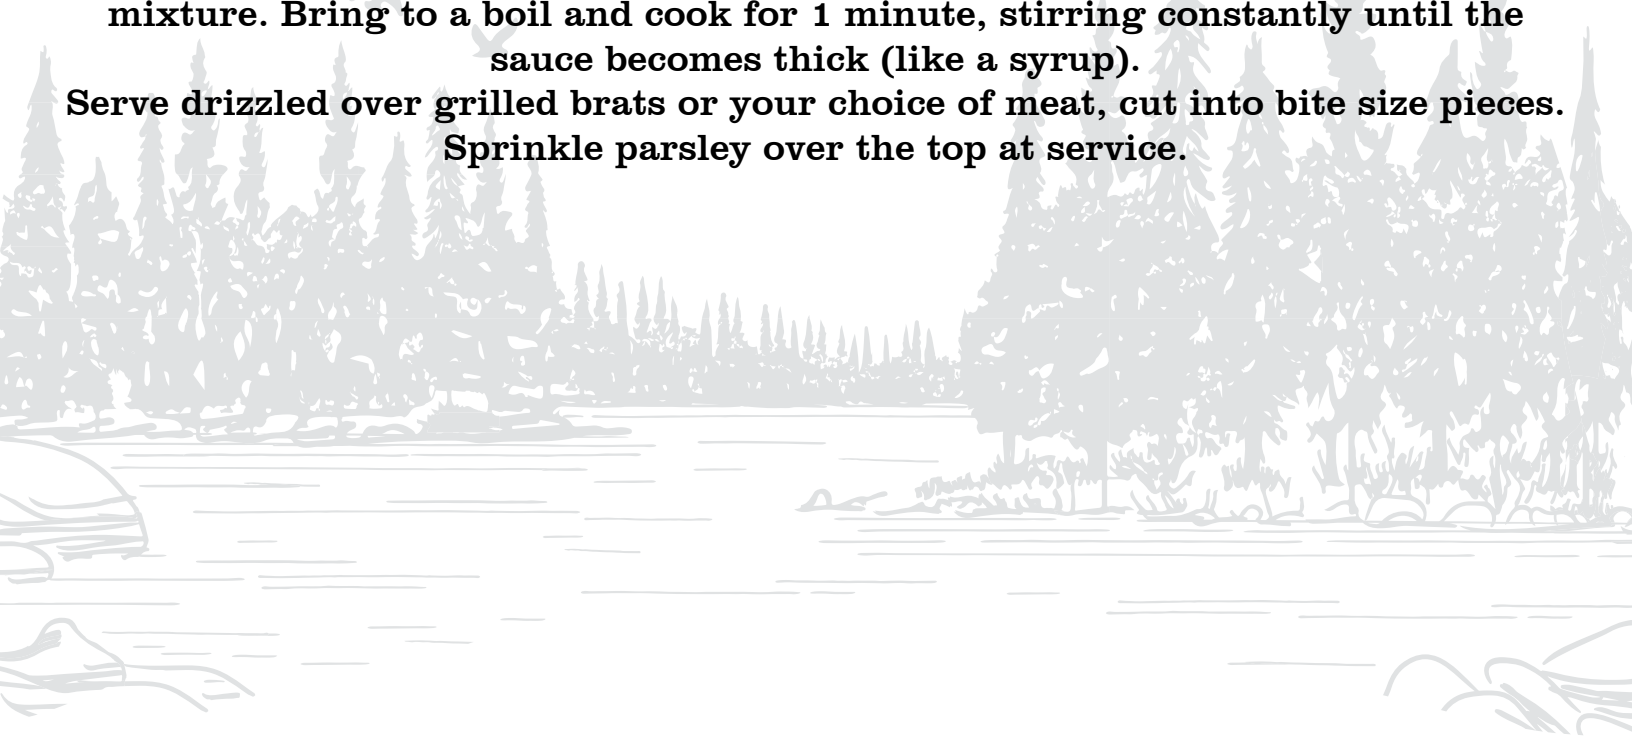 mixture. Bring to a boil and cook for 1 minute, stirring constantly until the
sauce becomes thick (like a syrup).
Serve drizzled over grilled brats or your choice of meat, cut into bite size pieces.
Sprinkle parsley over the top at service.